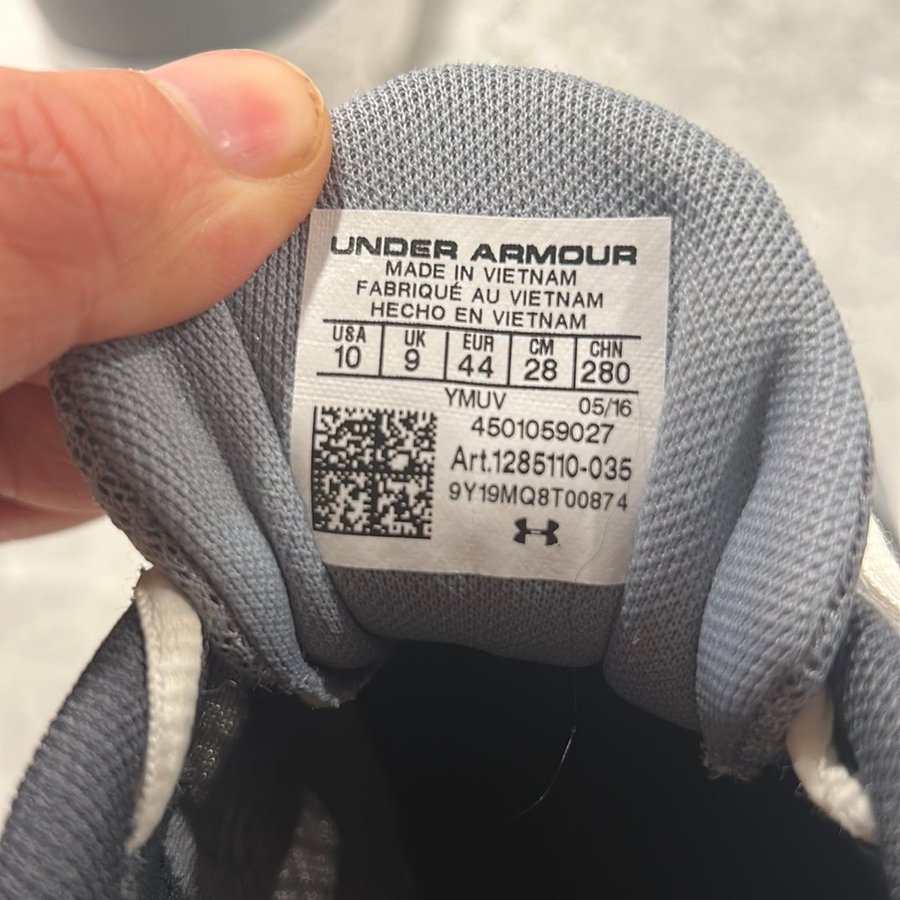 UNDER ARMOUR
MADE IN VIETNAM
FABRIQUÉ AU VIETNAM
HECHO EN VIETNAM
USA UK EUR CM CHN
10 9 44 28 280
YMUV 05/16
4501059027
Art.1285110-035
9Y19MQ8T00874